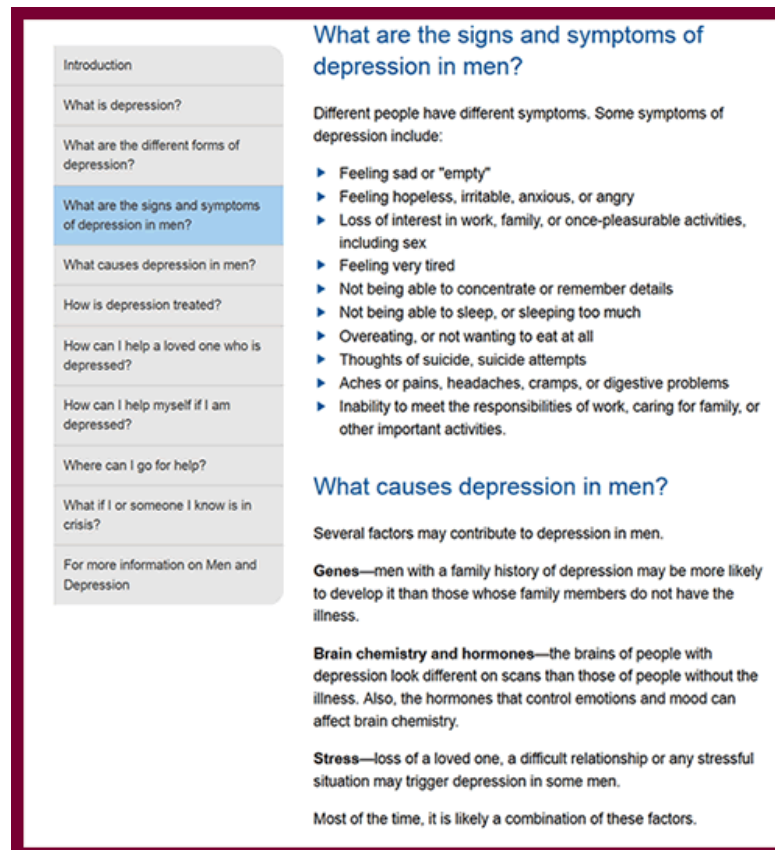 Introduction
What is depression?
What are the different forms of
depression?
What are the signs and symptoms
of depression in men?
What causes depression in men?
How is depression treated?
How can I help a loved one who is
depressed?
How can I help myself if I am
depressed?
Where can I go for help?
What if I or someone I know is in
crisis?
For more information on Men and
Depression
What are the signs and symptoms of
depression in men?
Different people have different symptoms. Some symptoms of
depression include:
Feeling sad or "empty"
Feeling hopeless, irritable, anxious, or angry
Loss of interest in work, family, or once-pleasurable activities,
including sex
Feeling very tired
Not being able to concentrate or remember details
Not being able to sleep, or sleeping too much
Overeating, or not wanting to eat at all
Thoughts of suicide, suicide attempts
Aches or pains, headaches, cramps, or digestive problems
Inability to meet the responsibilities of work, caring for family, or
other important activities.
What causes depression in men?
Several factors may contribute to depression in men.
Genes—men with a family history of depression may be more likely
to develop it than those whose family members do not have the
illness.
Brain chemistry and hormones—the brains of people with
depression look different on scans than those of people without the
illness. Also, the hormones that control emotions and mood can
affect brain chemistry.
Stress—loss of a loved one, a difficult relationship or any stressful
situation may trigger depression in some men.
Most of the time, it is likely a combination of these factors.